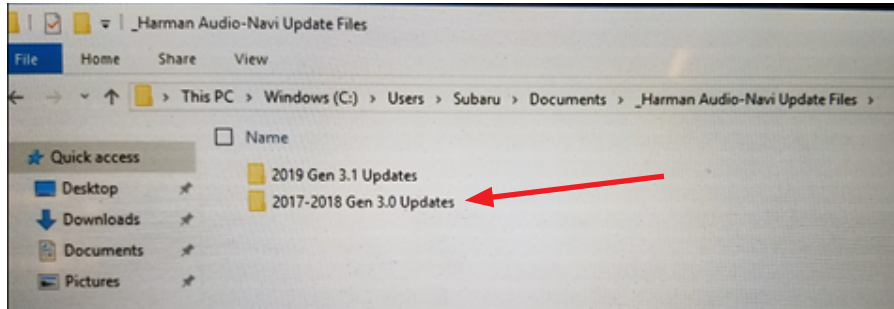 _Harman Audio-Navi Update Files
File Home Share View
This PC > Windows (C:) > Users > Subaru > Documents > _Harman Audio-Navi Update Files >
Name
Quick access
2019 Gen 3.1 Updates
Desktop
2017-2018 Gen 3.0 Updates
Downloads
Documents
Pictures